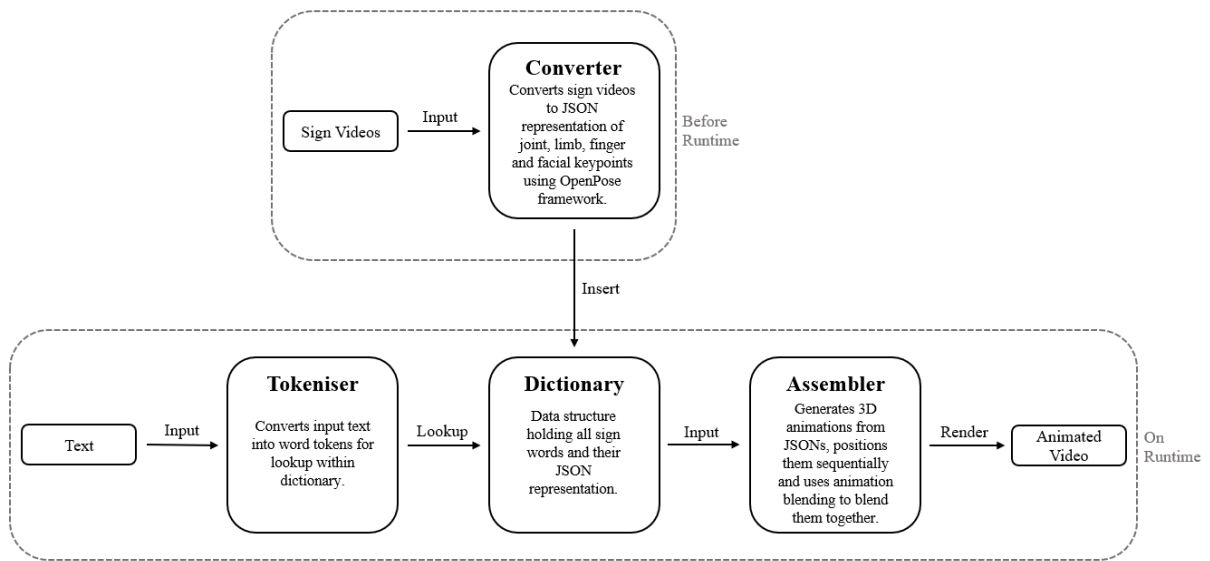 Converter
Converts sign videos
to JSON
representation of
joint, limb, finger
and facial keypoints
using OpenPose
framework.
Sign Videos
Input
Before
Runtime
Insert
Text
Input
Tokeniser
Converts input text
into word tokens for
lookup within
dictionary.
Lookup
Dictionary
Data structure
holding all sign
words and their
JSON
representation.
Input
Assembler
Generates 3D
animations from
JSONs, positions
them sequentially
and uses animation
blending to blend
them together.
Render
Animated
Video
On
Runtime